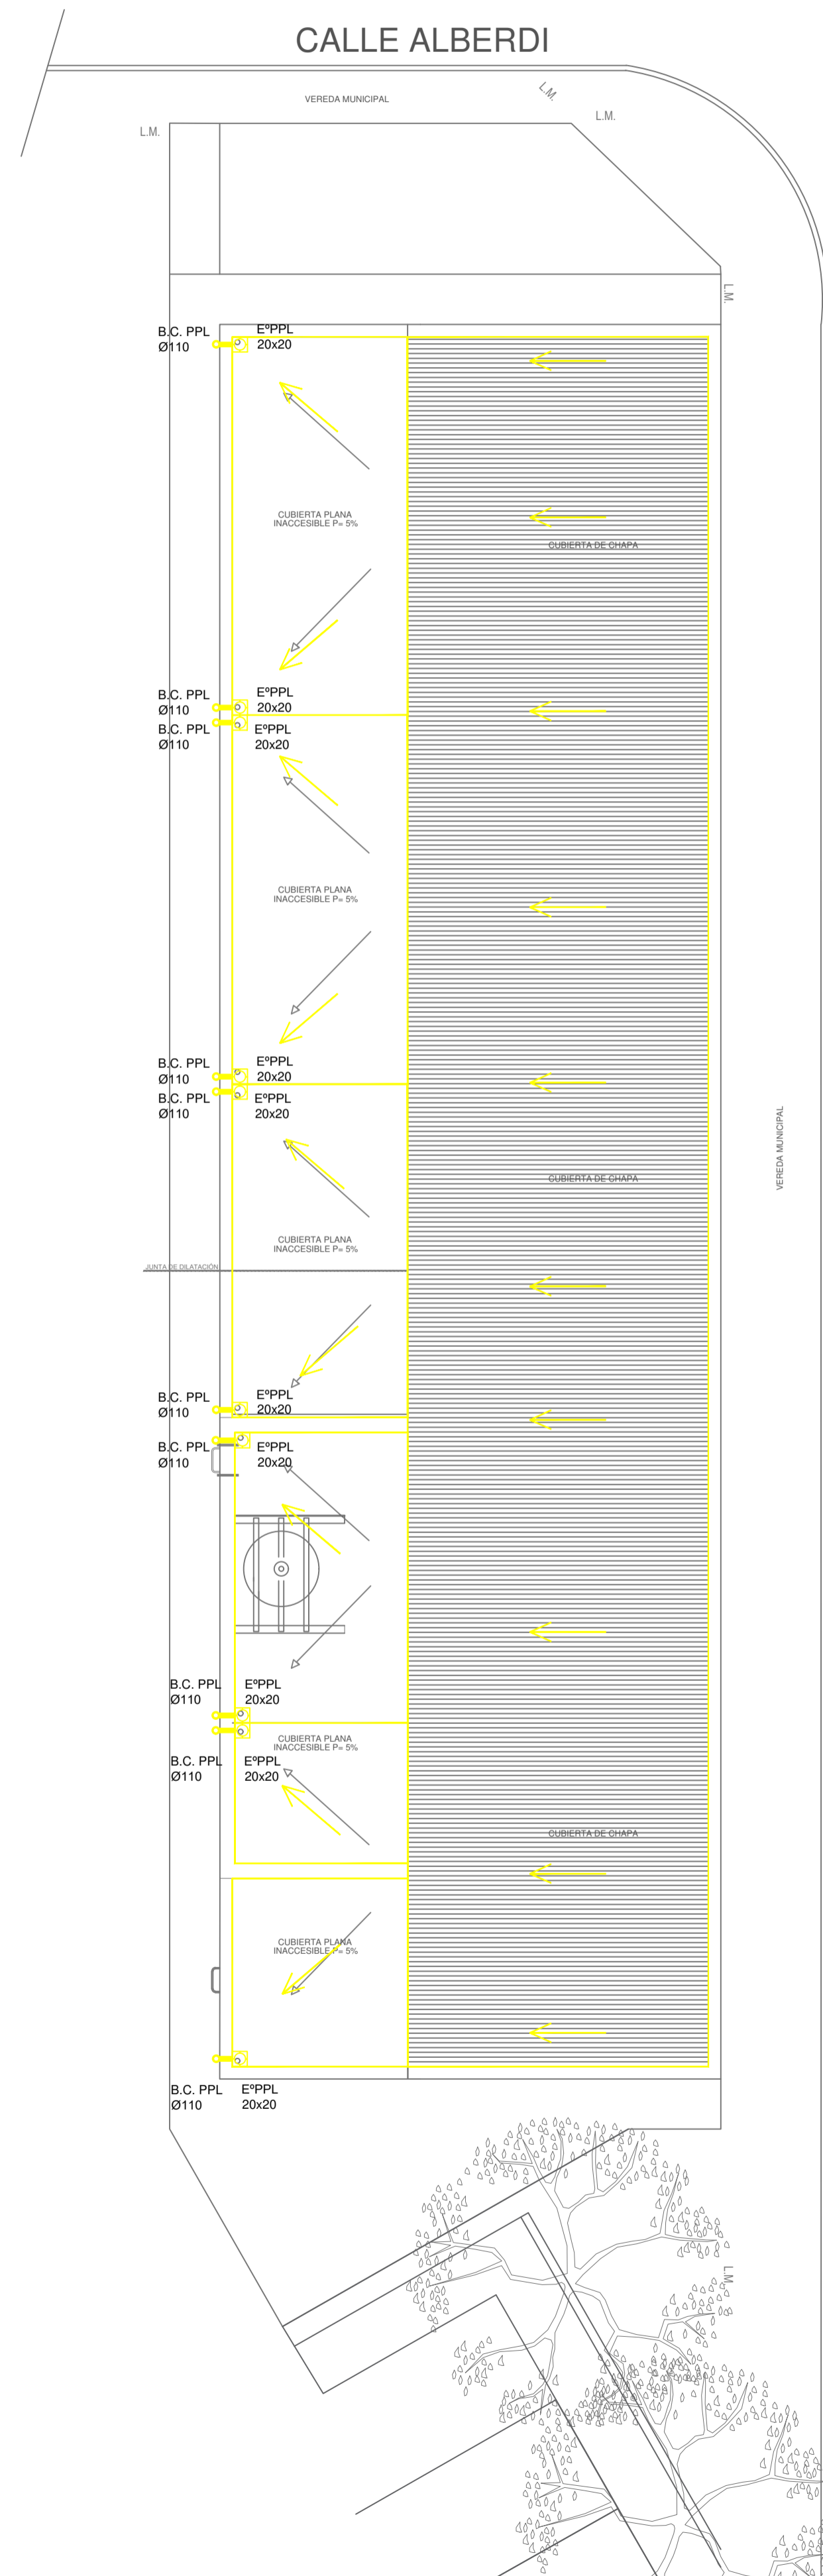 CALLE ALBERDI
VEREDA MUNICIPAL
L.M.
L.M.
L.M.
L.M.
B.C. PPL
Ø110
EºPPL
20x20
CUBIERTA PLANA
INACCESIBLE P= 5%
CUBIERTA DE CHAPA
B.C. PPL
Ø110
EºPPL
20x20
B.C. PPL
Ø110
EºPPL
20x20
CUBIERTA PLANA
INACCESIBLE P= 5%
B.C. PPL
Ø110
EºPPL
20x20
B.C. PPL
Ø110
EºPPL
20x20
VEREDA MUNICIPAL
CUBIERTA DE CHAPA
CUBIERTA PLANA
INACCESIBLE P= 5%
JUNTA DE DILATACIÓN
B.C. PPL
Ø110
EºPPL
20x20
B.C. PPL
Ø110
EºPPL
20x20
B.C. PPL
Ø110
EºPPL
20x20
CUBIERTA PLANA
INACCESIBLE P= 5%
B.C. PPL
Ø110
EºPPL
20x20
CUBIERTA DE CHAPA
CUBIERTA PLANA
INACCESIBLE P= 5%
B.C. PPL
Ø110
EºPPL
20x20
L.M.